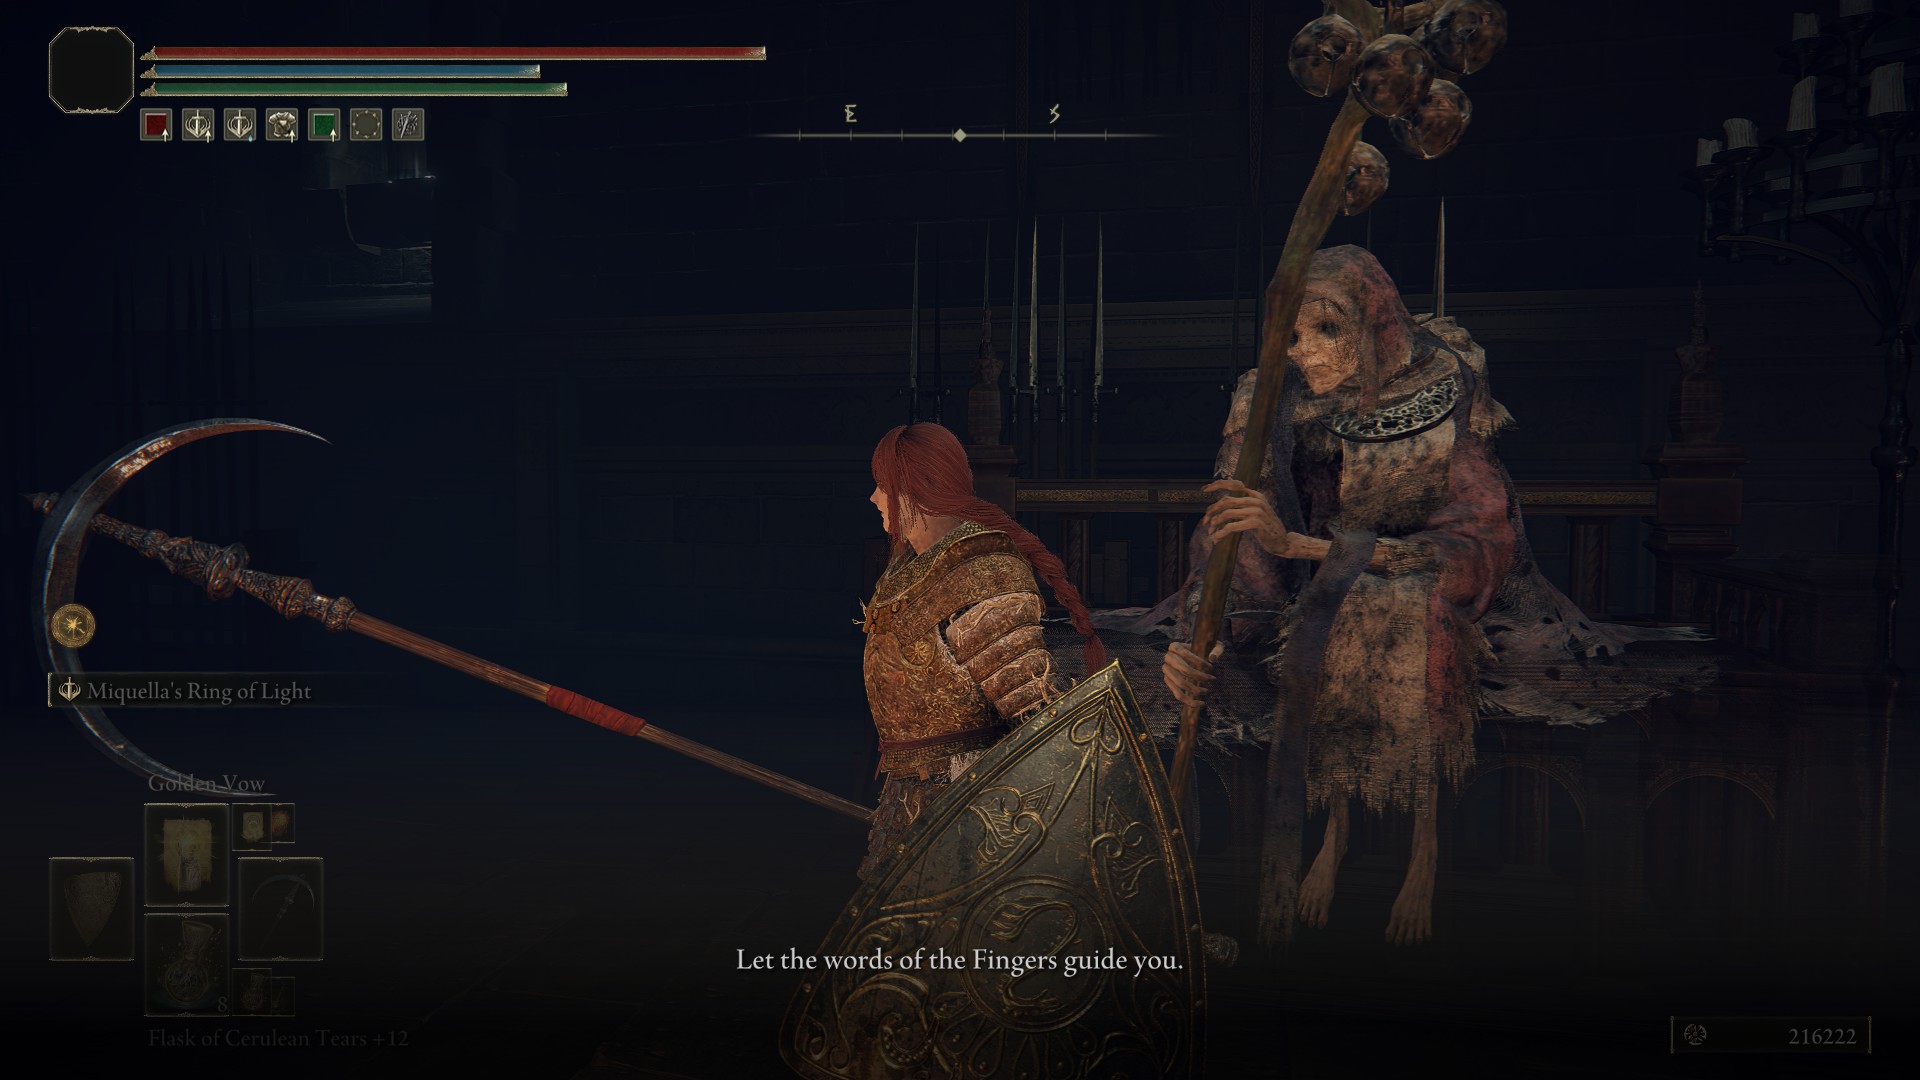 E S
Miquella's Ring of Light
Golden Vow
Let the words of the Fingers guide you.
8
Flask of Cerulean Tears +12
216222